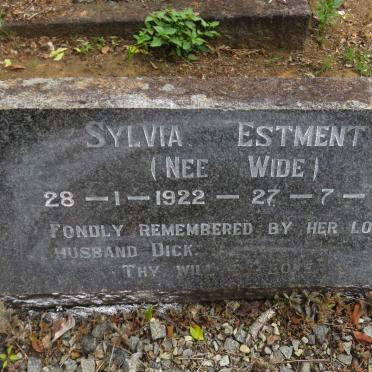 SYLVIA ESTMENT
(NEE WIDE)
28 — 1 — 1922 — 27 — 7 —
FONDLY REMEMBERED BY HER LO
HUSBAND DICK.
THY WIL